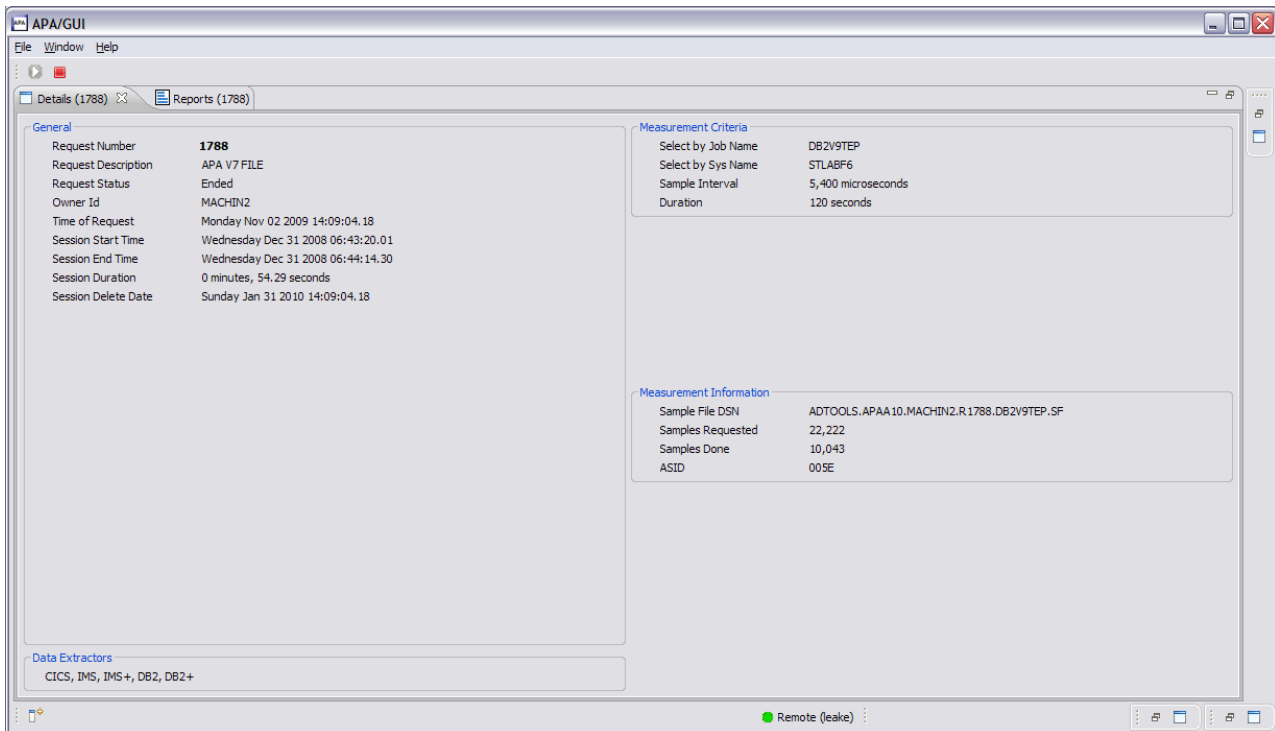 APA/GUI
File Window Help
Details (1788) Reports (1788)
General
Request Number 1788
Request Description APA V7 FILE
Request Status Ended
Owner Id MACHIN2
Time of Request Monday Nov 02 2009 14:09:04.18
Session Start Time Wednesday Dec 31 2008 06:43:20.01
Session End Time Wednesday Dec 31 2008 06:44:14.30
Session Duration 0 minutes, 54.29 seconds
Session Delete Date Sunday Jan 31 2010 14:09:04.18
Data Extractors
CICS, IMS, IMS+, DB2, DB2+
Measurement Criteria
Select by Job Name DB2V9TEP
Select by Sys Name STLABF6
Sample Interval 5,400 microseconds
Duration 120 seconds
Measurement Information
Sample File DSN ADTOOLS.APAA10.MACHIN2.R1788.DB2V9TEP.SF
Samples Requested 22,222
Samples Done 10,043
ASID 005E
Remote (leake)